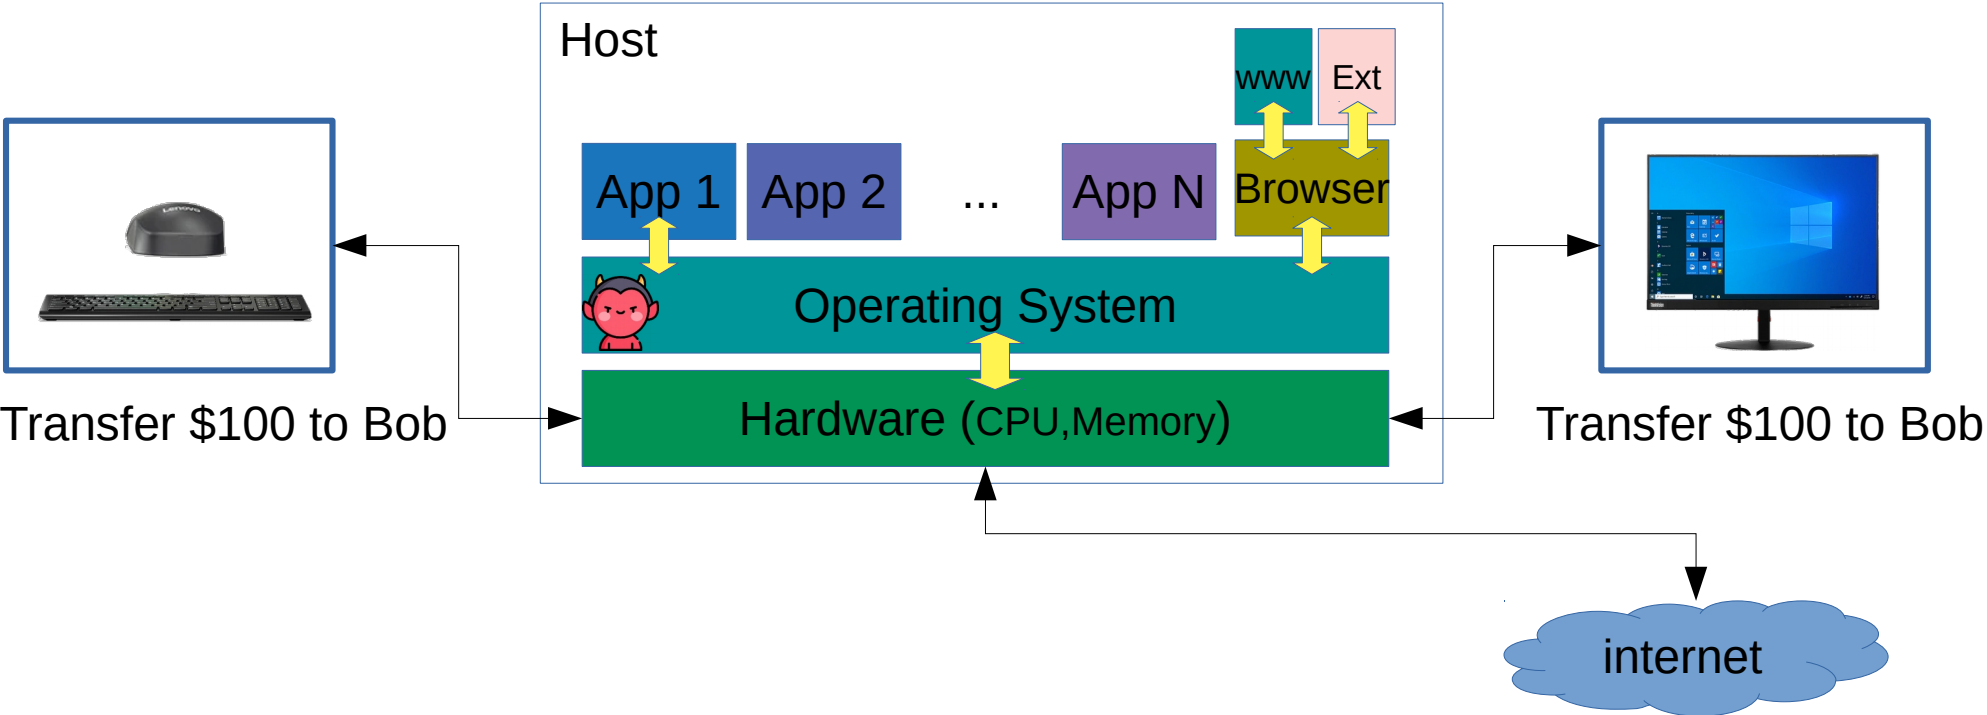 Host
www
Ext
App 1
App 2
...
App N
Browser
Lenovo
Operating System
Transfer $100 to Bob
Hardware (CPU,Memory)
Transfer $100 to Bob
internet